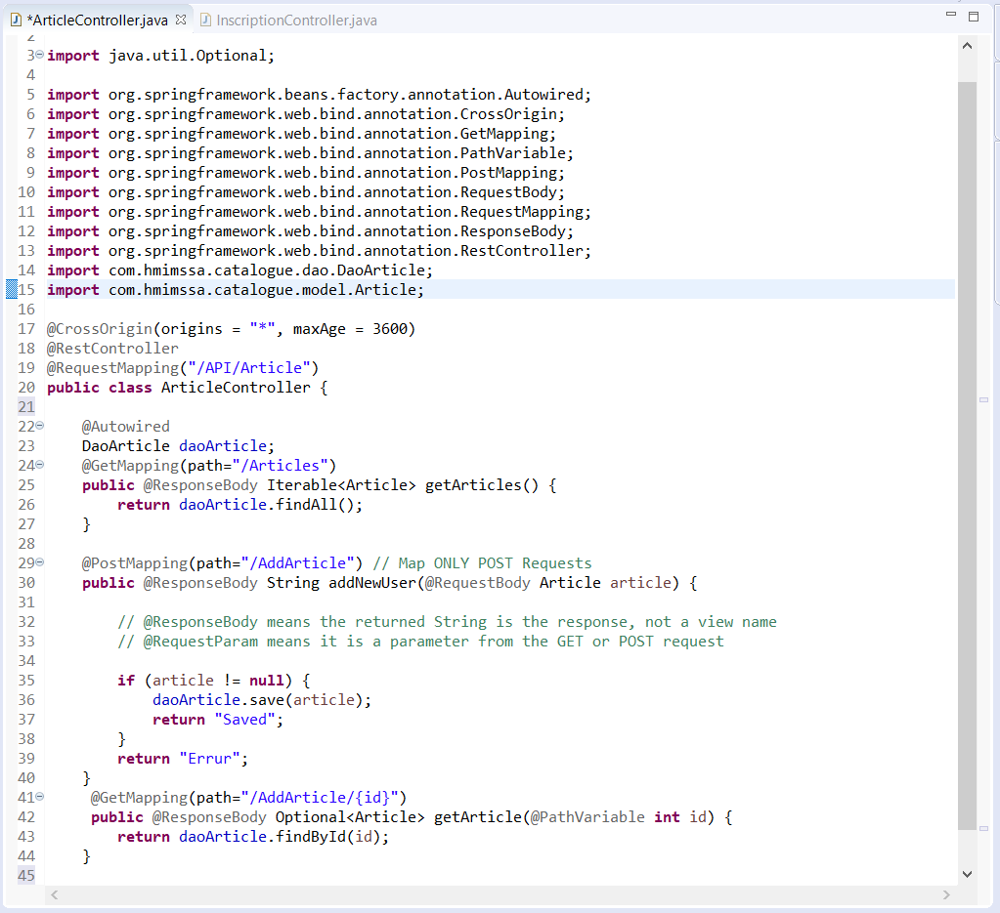 *ArticleController.java InscriptionController.java
2
3 import java.util.Optional;
4
5 import org.springframework.beans.factory.annotation.Autowired;
6 import org.springframework.web.bind.annotation.CrossOrigin;
7 import org.springframework.web.bind.annotation.GetMapping;
8 import org.springframework.web.bind.annotation.PathVariable;
9 import org.springframework.web.bind.annotation.PostMapping;
10 import org.springframework.web.bind.annotation.RequestBody;
11 import org.springframework.web.bind.annotation.RequestMapping;
12 import org.springframework.web.bind.annotation.ResponseBody;
13 import org.springframework.web.bind.annotation.RestController;
14 import com.hmimssa.catalogue.dao.DaoArticle;
15 import com.hmimssa.catalogue.model.Article;
16
17 @CrossOrigin(origins = "*", maxAge = 3600)
18 @RestController
19 @RequestMapping("/API/Article")
20 public class ArticleController {
21
22     @Autowired
23     DaoArticle daoArticle;
24     @GetMapping(path="/Articles")
25     public @ResponseBody Iterable<Article> getArticles() {
26         return daoArticle.findAll();
27     }
28
29     @PostMapping(path="/AddArticle") // Map ONLY POST Requests
30     public @ResponseBody String addNewUser(@RequestBody Article article) {
31
32         // @ResponseBody means the returned String is the response, not a view name
33         // @RequestParam means it is a parameter from the GET or POST request
34
35         if (article != null) {
36             daoArticle.save(article);
37             return "Saved";
38         }
39         return "Errur";
40     }
41      @GetMapping(path="/AddArticle/{id}")
42      public @ResponseBody Optional<Article> getArticle(@PathVariable int id) {
43         return daoArticle.findById(id);
44     }
45